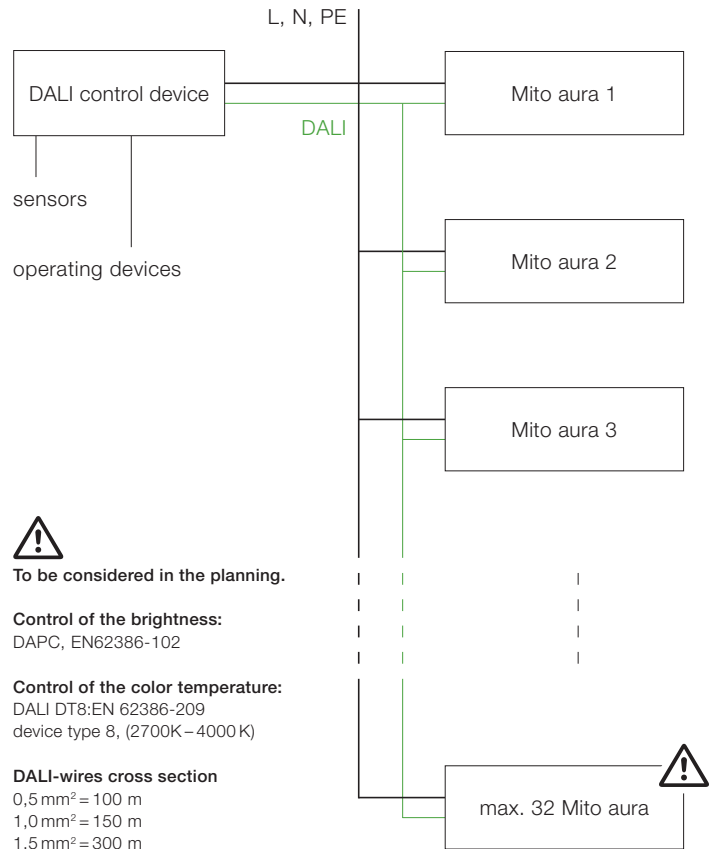 L, N, PE
DALI control device
Mito aura 1
DALI
sensors
operating devices
Mito aura 2
Mito aura 3
To be considered in the planning.
Control of the brightness:
DAPC, EN62386-102
Control of the color temperature:
DALI DT8:EN 62386-209
device type 8, (2700K – 4000 K)
DALI-wires cross section
0,5 mm² = 100 m
1,0 mm² = 150 m
1,5 mm² = 300 m
max. 32 Mito aura